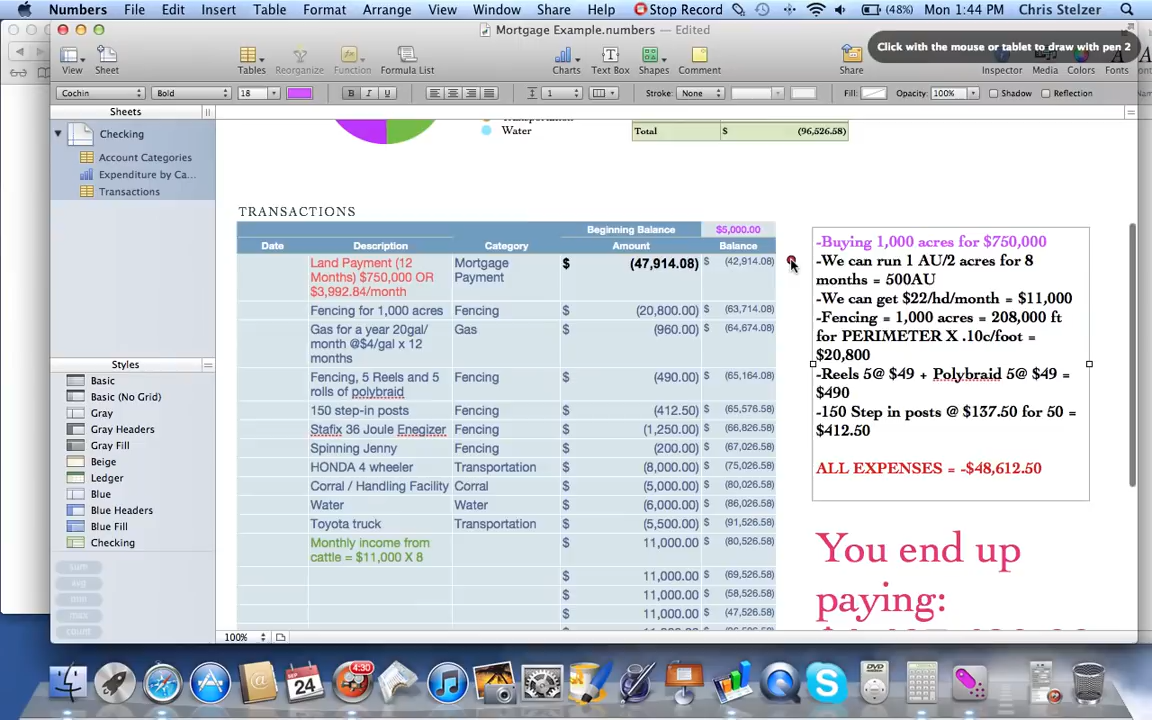 Numbers File Edit Insert Table Format Arrange View Window Share Help Stop Record (48%) Mon 1:44 PM Chris Stelzer
Mortgage Example.numbers — Edited
Click with the mouse or tablet to draw with pen 2
View Sheet Tables Reorganize Function Formula List Charts Text Box Shapes Comment Share Inspector Media Colors Fonts
Cochin Bold 18 B I U 1 Stroke: None Fill: Opacity: 100% Shadow Reflection
Sheets
Checking
Account Categories
Expenditure by Ca...
Transactions
Styles
Basic
Basic (No Grid)
Gray
Gray Headers
Gray Fill
Beige
Ledger
Blue
Blue Headers
Blue Fill
Checking
sum
avg
min
max
count
Water
Total $ (96,526.58)
TRANSACTIONS
Beginning Balance $5,000.00
Date Description Category Amount Balance
Land Payment (12 Mortgage $ (47,914.08) $ (42,914.08)
Months) $750,000 OR Payment
$3,992.84/month
Fencing for 1,000 acres Fencing (20,800.00) $ (63,714.08)
Gas for a year 20gal/ Gas (960.00) $ (64,674.08)
month @$4/gal x 12
months
Fencing, 5 Reels and 5 Fencing (490.00) $ (65,164.08)
rolls of polybraid
150 step-in posts Fencing (412.50) $ (65,576.58)
Stafix 36 Joule Enegizer Fencing (1,250.00) $ (66,826.58)
Spinning Jenny Fencing (200.00) $ (67,026.58)
HONDA 4 wheeler Transportation (8,000.00) $ (75,026.58)
Corral / Handling Facility Corral $ (5,000.00) $ (80,026.58)
Water Water $ (6,000.00) $ (86,026.58)
Toyota truck Transportation $ (5,500.00) $ (91,526.58)
Monthly income from $ 11,000.00 $ (80,526.58)
cattle = $11,000 X 8
$ 11,000.00 $ (69,526.58)
$ 11,000.00 $ (58,526.58)
$ 11,000.00 $ (47,526.58)
-Buying 1,000 acres for $750,000
-We can run 1 AU/2 acres for 8
months = 500AU
-We can get $22/hd/month = $11,000
-Fencing = 1,000 acres = 208,000 ft
for PERIMETER X .10c/foot =
$20,800
-Reels 5@ $49 + Polybraid 5@ $49 =
$490
-150 Step in posts @ $137.50 for 50 =
$412.50
ALL EXPENSES = -$48,612.50
You end up
paying:
100%
4:30
SEP
24